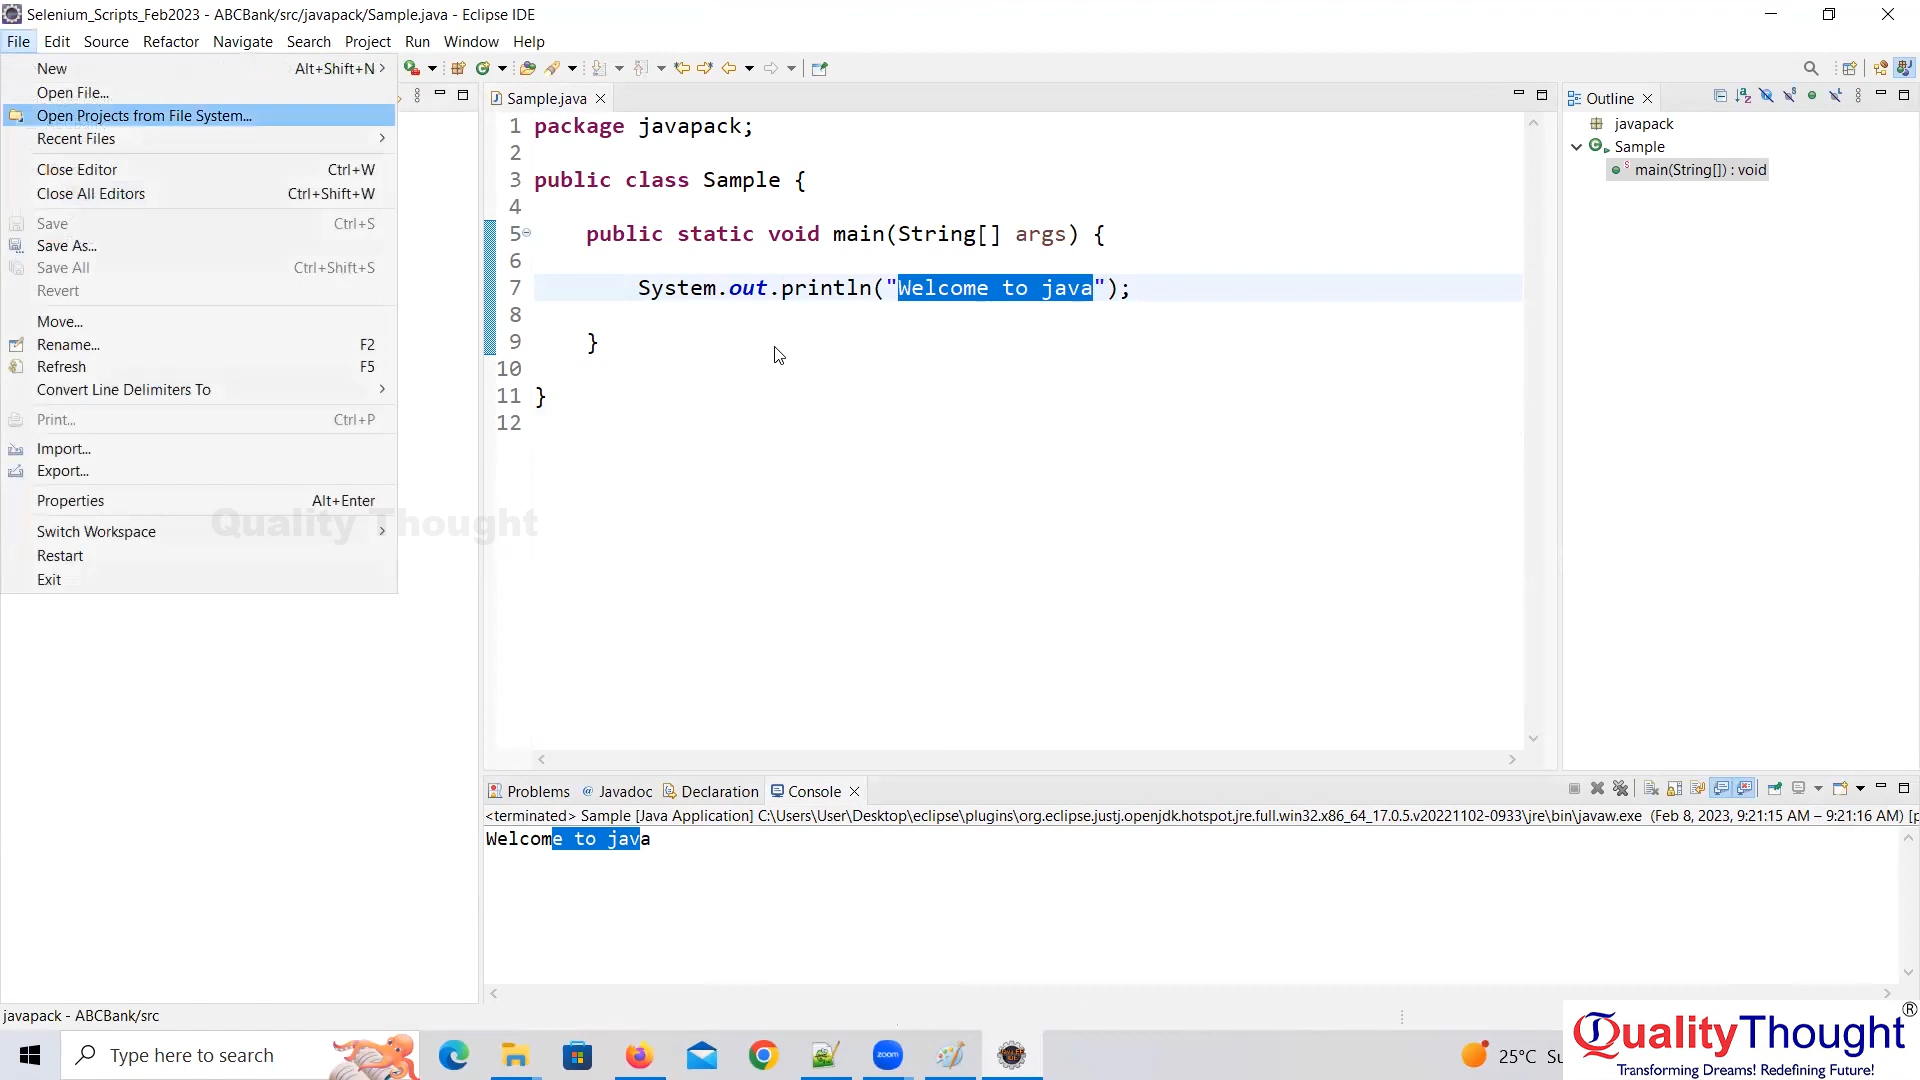 Selenium_Scripts_Feb2023 - ABCBank/src/javapack/Sample.java - Eclipse IDE
File Edit Source Refactor Navigate Search Project Run Window Help
New Alt+Shift+N
Open File...
Open Projects from File System...
Recent Files
Close Editor Ctrl+W
Close All Editors Ctrl+Shift+W
Save Ctrl+S
Save As...
Save All Ctrl+Shift+S
Revert
Move...
Rename... F2
Refresh F5
Convert Line Delimiters To
Print... Ctrl+P
Import...
Export...
Properties Alt+Enter
Switch Workspace
Restart
Exit
Quality Thought
Sample.java
1 package javapack;
2
3 public class Sample {
4
5 public static void main(String[] args) {
6
7 System.out.println("Welcome to java");
8
9 }
10
11 }
12
Outline
javapack
Sample
main(String[]) : void
Problems Javadoc Declaration Console
<terminated> Sample [Java Application] C:\Users\User\Desktop\eclipse\plugins\org.eclipse.justj.openjdk.hotspot.jre.full.win32.x86_64_17.0.5.v20221102-0933\jre\bin\javaw.exe (Feb 8, 2023, 9:21:15 AM – 9:21:16 AM) [p
Welcome to java
javapack - ABCBank/src
Type here to search
zoom
25°C Su
QualityThought®
Transforming Dreams! Redefining Future!